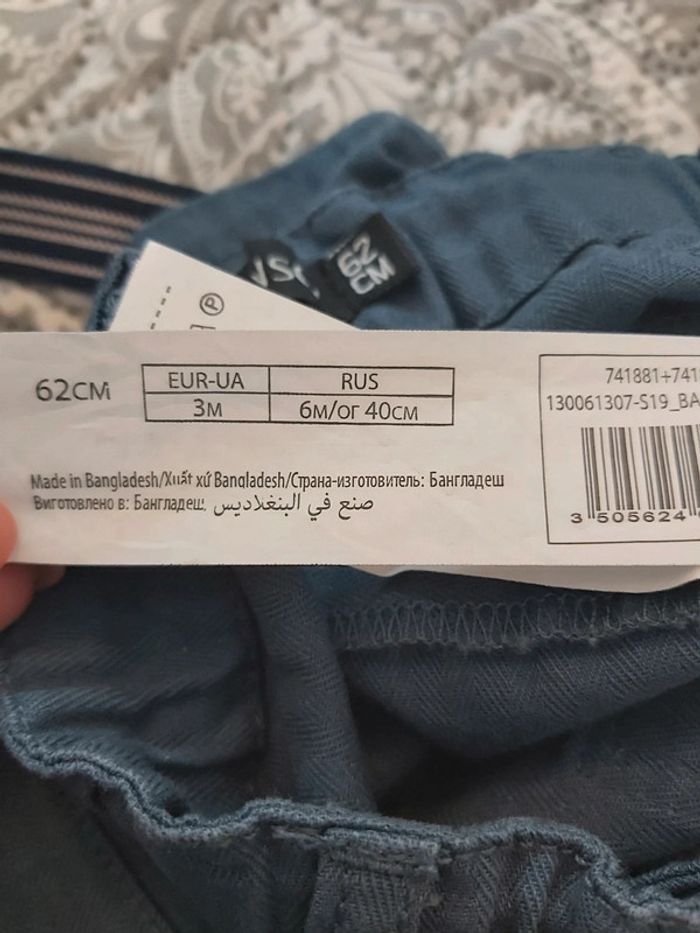 62
CM
62CM
EUR-UA RUS
3M 6M/ОГ 40CM
741881+741
130061307-S19_BA
Made in Bangladesh/Xuất xứ Bangladesh/Страна-изготовитель: Бангладеш
Виготовлено в: Бангладеш, صنع في البنغلاديس
3 505624